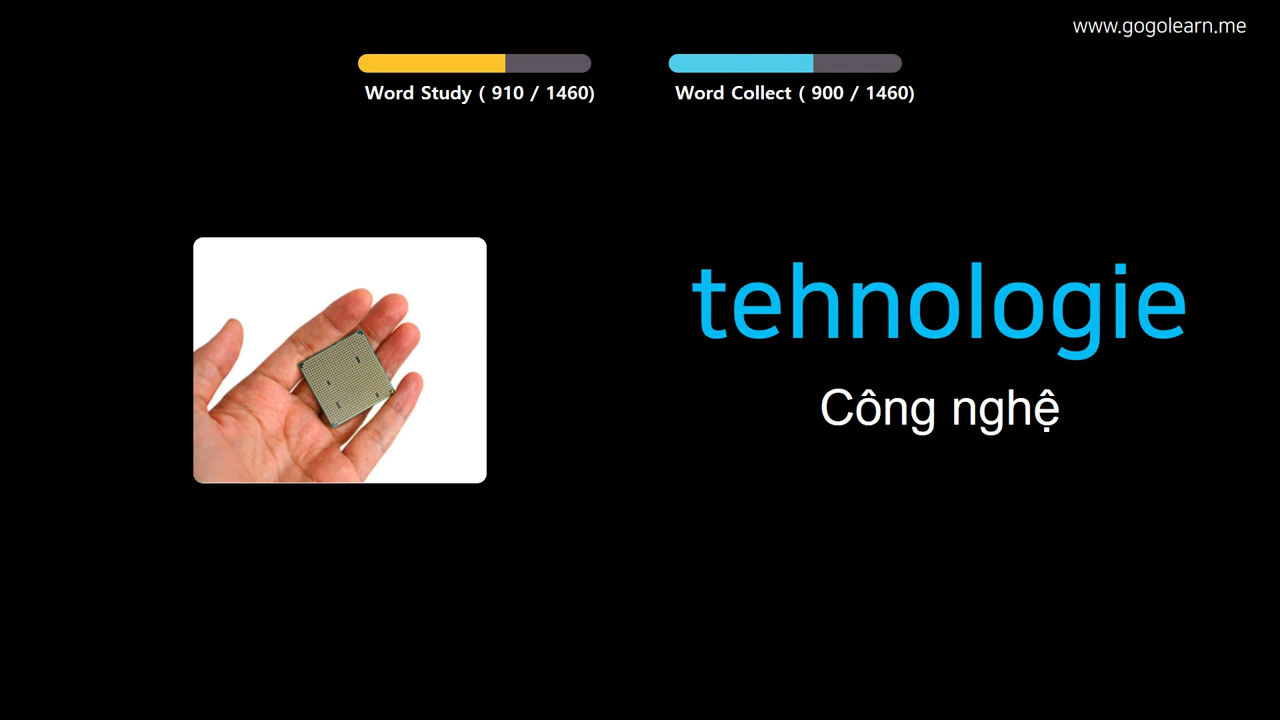 www.gogolearn.me
Word Study ( 910 / 1460)
Word Collect ( 900 / 1460)
tehnologie
Công nghệ